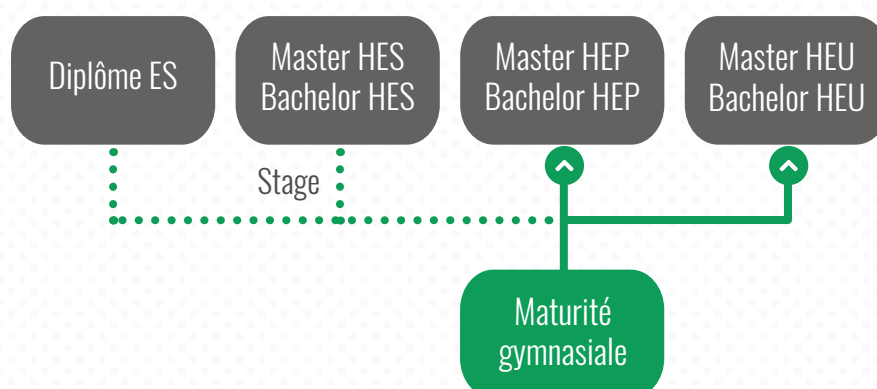 Diplôme ES
Master HES
Bachelor HES
Master HEP
Bachelor HEP
Master HEU
Bachelor HEU
Stage
Maturité
gymnasiale